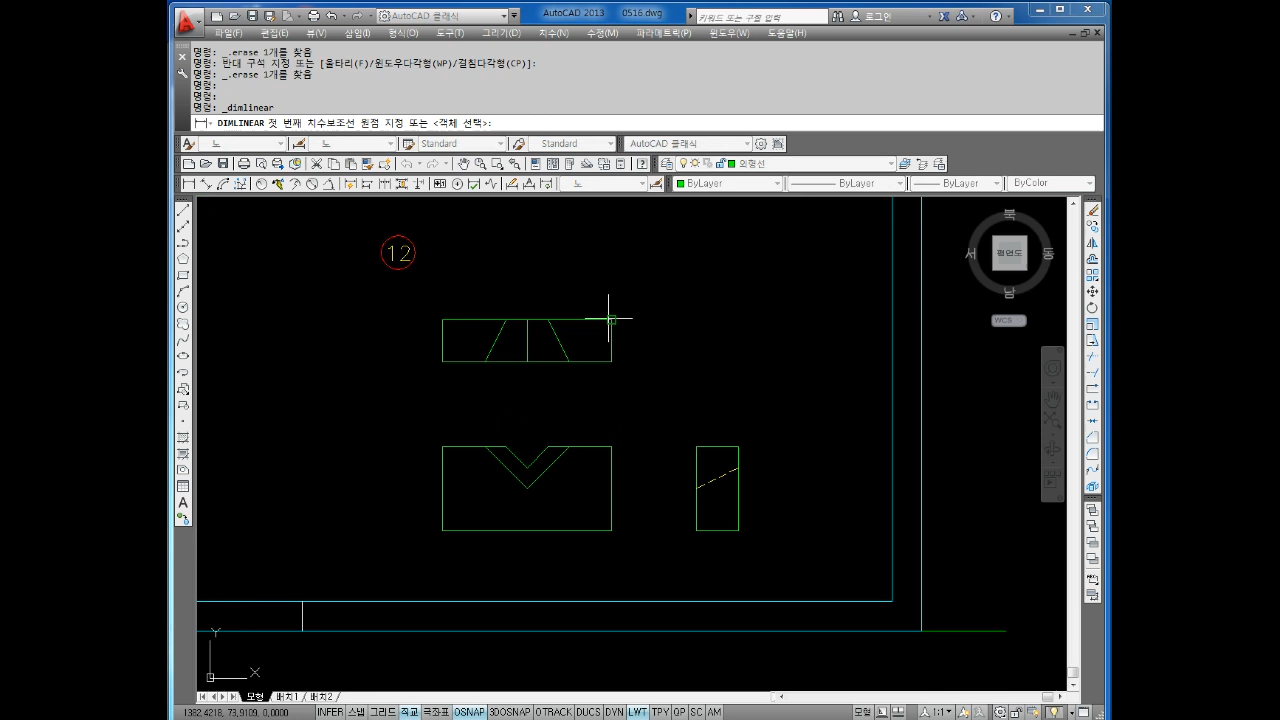 AutoCAD 클래식
AutoCAD 2013 0516.dwg
키워드 또는 구절 입력
로그인
파일(F) 편집(E) 뷰(V) 삽입(I) 형식(O) 도구(T) 그리기(D) 치수(N) 수정(M) 파라메트릭(P) 윈도우(W) 도움말(H)
명령: _.erase 1개를 찾음
명령: 반대 구석 지정 또는 [울타리(F)/윈도우다각형(WP)/걸침다각형(CP)]:
명령: _.erase 1개를 찾음
명령:
명령:
명령: _dimlinear
DIMLINEAR 첫 번째 치수보조선 원점 지정 또는 <객체 선택>:
Standard Standard AutoCAD 클래식
외형선
ByLayer ByLayer ByLayer ByColor
12
북
서 평면도 동
남
WCS
Y
X
모형 배치1 배치2
1382.4218, 73.9109, 0.0000 INFER 스냅 그리드 직교 극좌표 OSNAP 3DOSNAP OTRACK DUCS DYN LWT TPY QP SC AM 모형 1:1